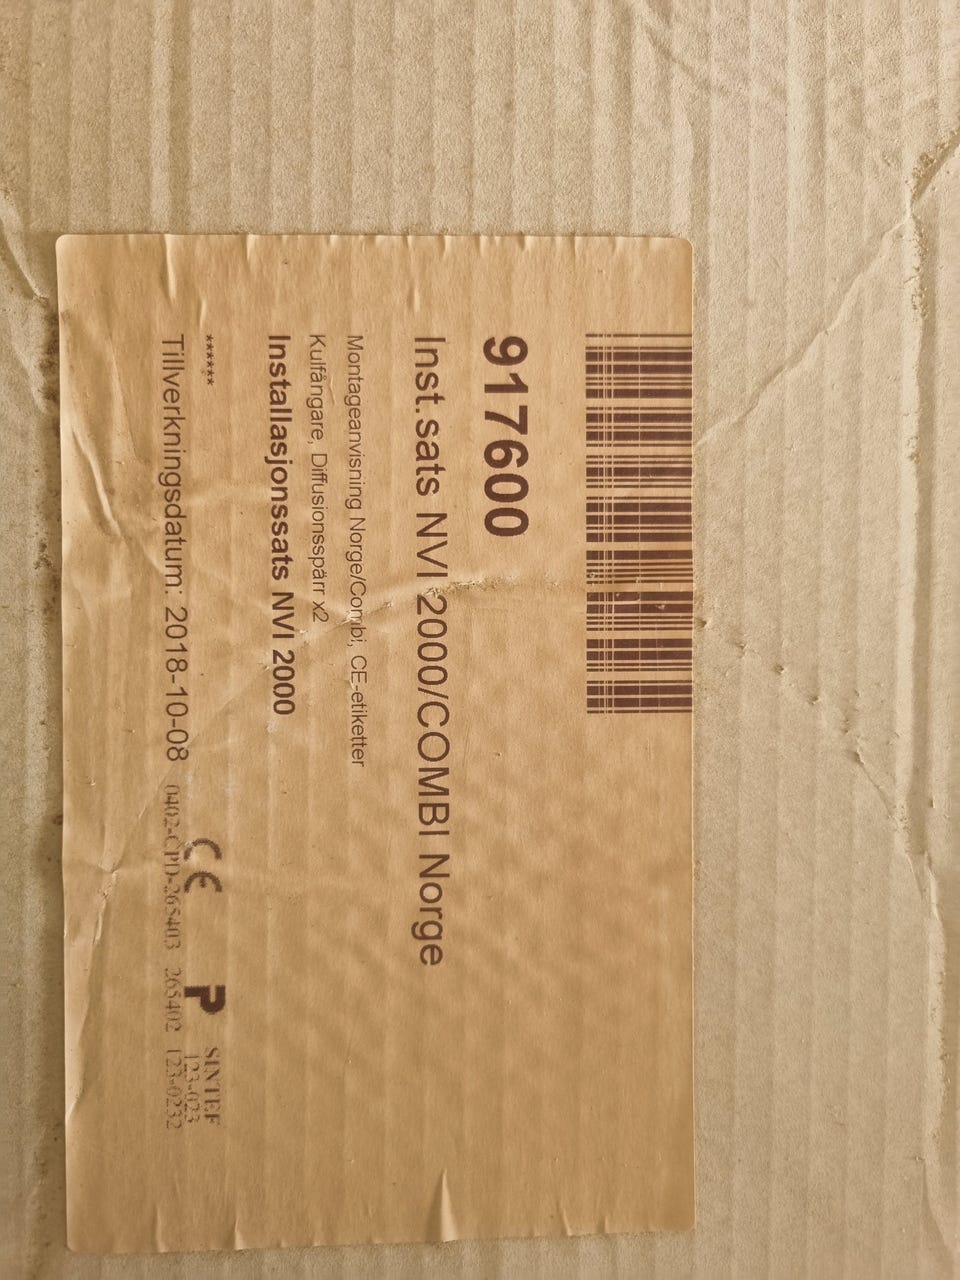 917600
Inst.sats NVI 2000/COMBI Norge
Montageanvisning Norge/Combi, CE-etiketter
Kulfångare, Diffusionsspärr x2
Installasjonssats NVI 2000
******
Tillverkningsdatum: 2018-10-08
CE
0402-CPD-265403
P
265402
SINTEF
123-023
123-0232